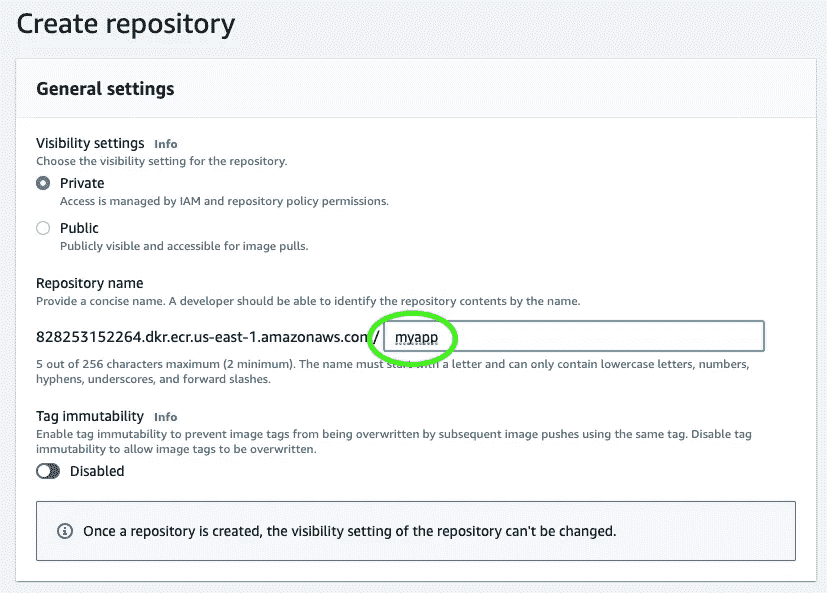 Create repository
General settings
Visibility settings Info
Choose the visibility setting for the repository.
Private
Access is managed by IAM and repository policy permissions.
Public
Publicly visible and accessible for image pulls.
Repository name
Provide a concise name. A developer should be able to identify the repository contents by the name.
828253152264.dkr.ecr.us-east-1.amazonaws.com/ myapp
5 out of 256 characters maximum (2 minimum). The name must start with a letter and can only contain lowercase letters, numbers,
hyphens, underscores, and forward slashes.
Tag immutability Info
Enable tag immutability to prevent image tags from being overwritten by subsequent image pushes using the same tag. Disable tag
immutability to allow image tags to be overwritten.
Disabled
Once a repository is created, the visibility setting of the repository can't be changed.